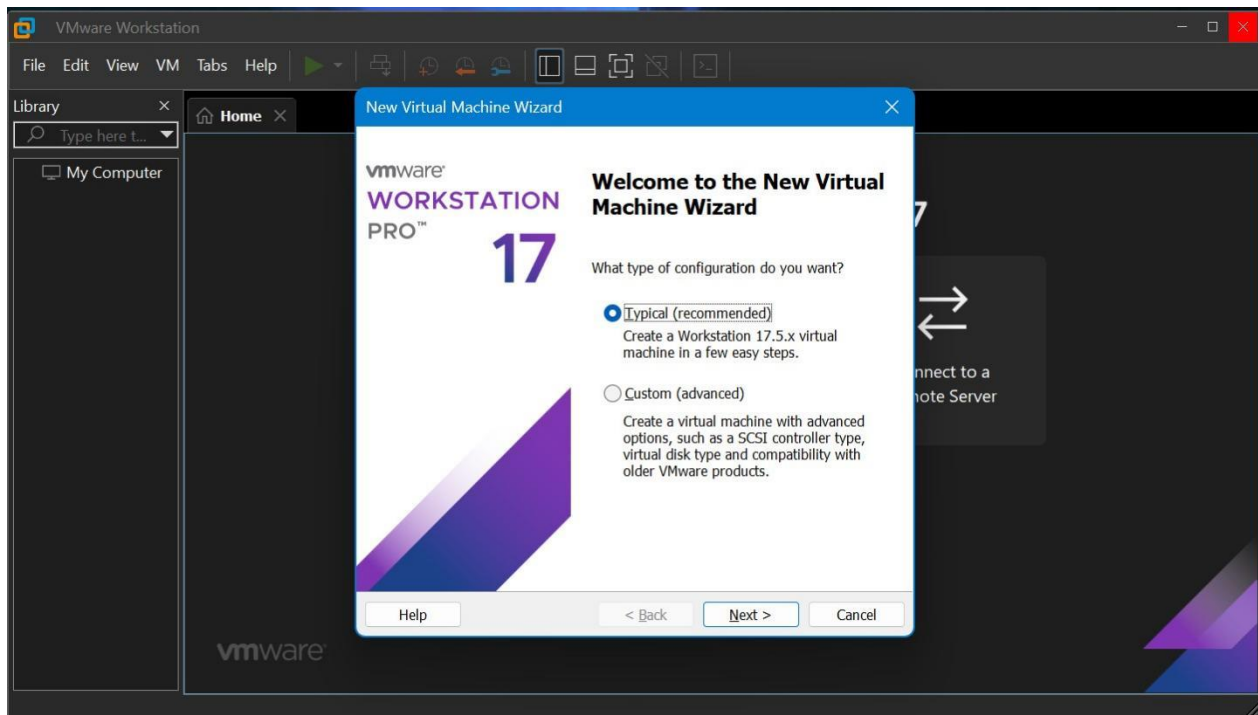 VMware Workstation
File Edit View VM Tabs Help
Library
Type here t...
My Computer
Home
New Virtual Machine Wizard
vmware
WORKSTATION
PRO™
17
Welcome to the New Virtual
Machine Wizard
What type of configuration do you want?
Typical (recommended)
Create a Workstation 17.5.x virtual
machine in a few easy steps.
Custom (advanced)
Create a virtual machine with advanced
options, such as a SCSI controller type,
virtual disk type and compatibility with
older VMware products.
Help
< Back
Next >
Cancel
7
nnect to a
note Server
vmware